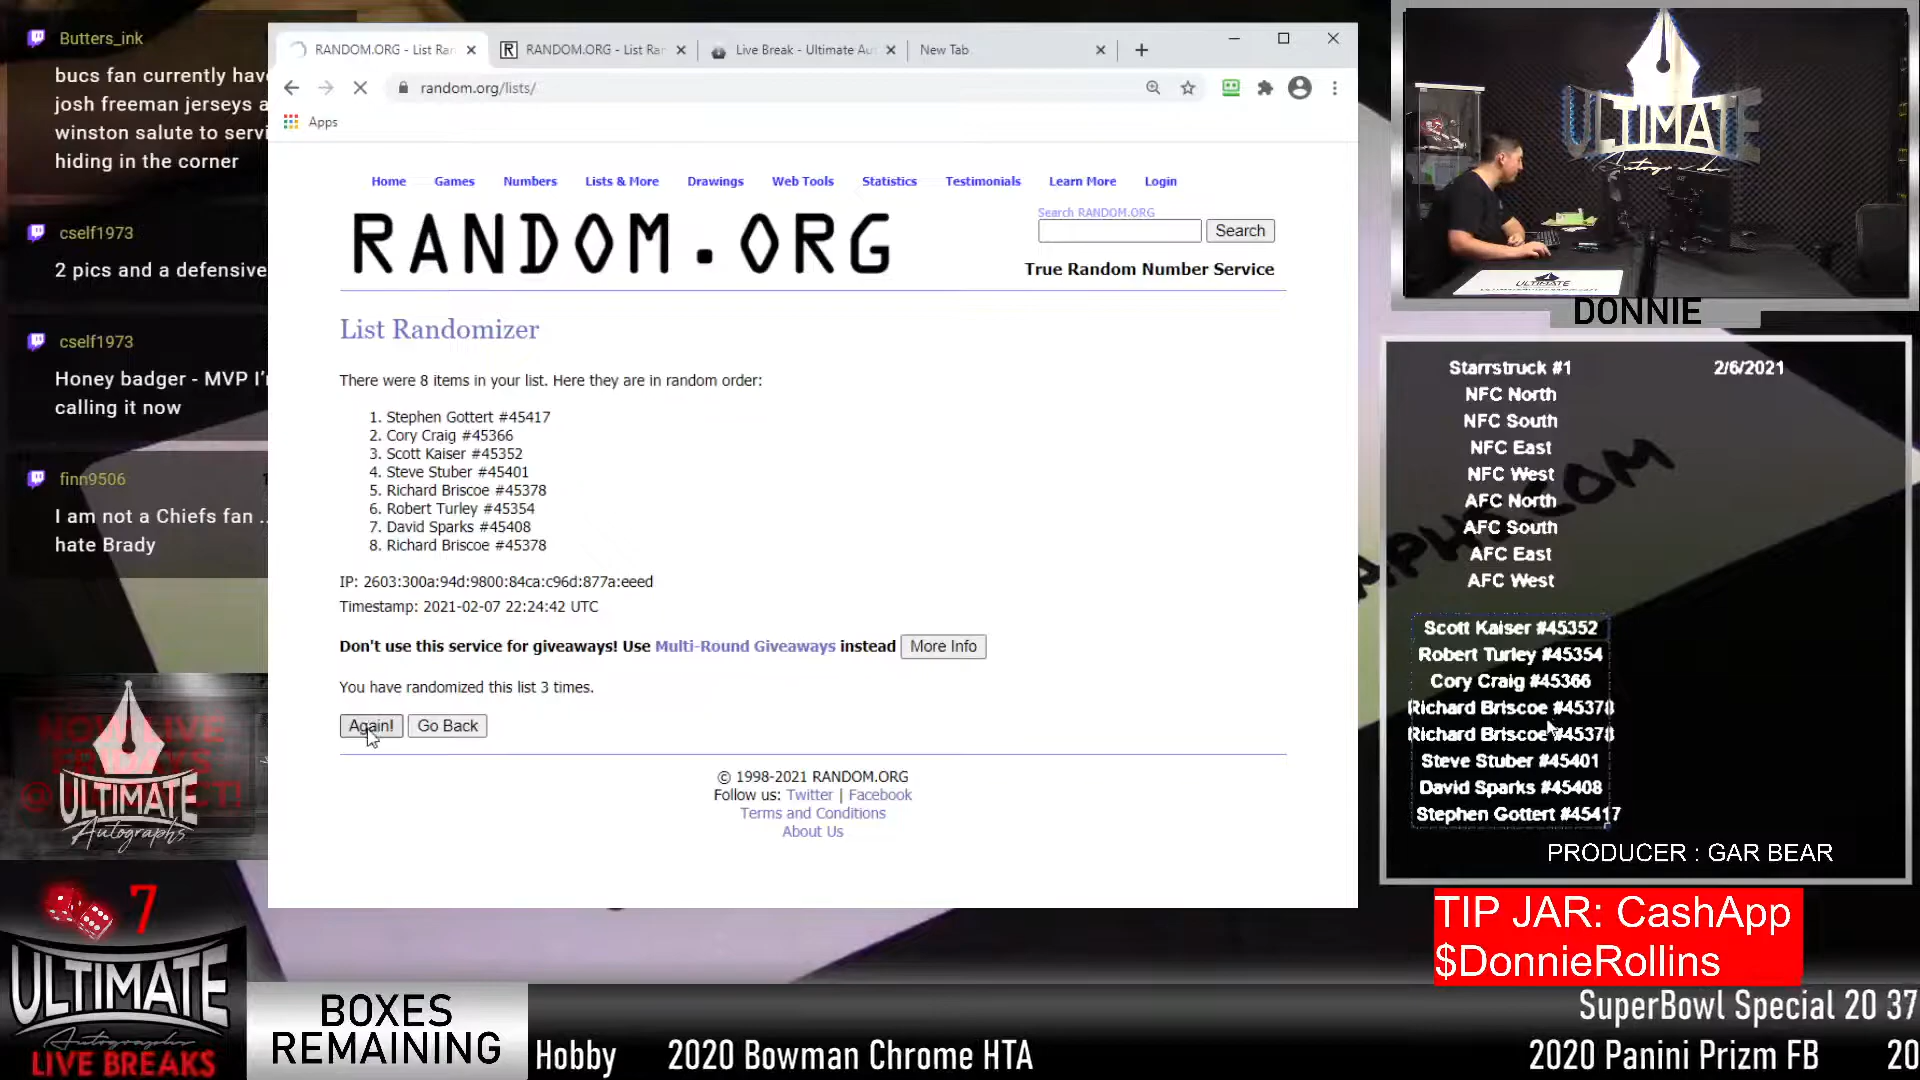 Butters_ink
bucs fan currently have
josh freeman jerseys a
winston salute to servi
hiding in the corner
cself1973
2 pics and a defensive
cself1973
Honey badger - MVP I'
calling it now
finn9506
I am not a Chiefs fan ..
hate Brady
NOW LIVE
FRIDAYS
ULTIMATE
Autographs
7
ULTIMATE
Autographs
LIVE BREAKS
RANDOM.ORG - List Ran
RANDOM.ORG - List Ran
Live Break - Ultimate Aut
New Tab
random.org/lists/
Apps
Home Games Numbers Lists & More Drawings Web Tools Statistics Testimonials Learn More Login
RANDOM.ORG
Search RANDOM.ORG
Search
True Random Number Service
List Randomizer
There were 8 items in your list. Here they are in random order:
1. Stephen Gottert #45417
2. Cory Craig #45366
3. Scott Kaiser #45352
4. Steve Stuber #45401
5. Richard Briscoe #45378
6. Robert Turley #45354
7. David Sparks #45408
8. Richard Briscoe #45378
IP: 2603:300a:94d:9800:84ca:c96d:877a:eeed
Timestamp: 2021-02-07 22:24:42 UTC
Don't use this service for giveaways! Use Multi-Round Giveaways instead More Info
You have randomized this list 3 times.
Again! Go Back
© 1998-2021 RANDOM.ORG
Follow us: Twitter | Facebook
Terms and Conditions
About Us
ULTIMATE
DONNIE
Starrstruck #1 2/6/2021
NFC North
NFC South
NFC East
NFC West
AFC North
AFC South
AFC East
AFC West
Scott Kaiser #45352
Robert Turley #45354
Cory Craig #45366
Richard Briscoe #45378
Richard Briscoe #45378
Steve Stuber #45401
David Sparks #45408
Stephen Gottert #45417
PRODUCER : GAR BEAR
TIP JAR: CashApp
$DonnieRollins
SuperBowl Special 20 37
BOXES
REMAINING
Hobby 2020 Bowman Chrome HTA 2020 Panini Prizm FB 20